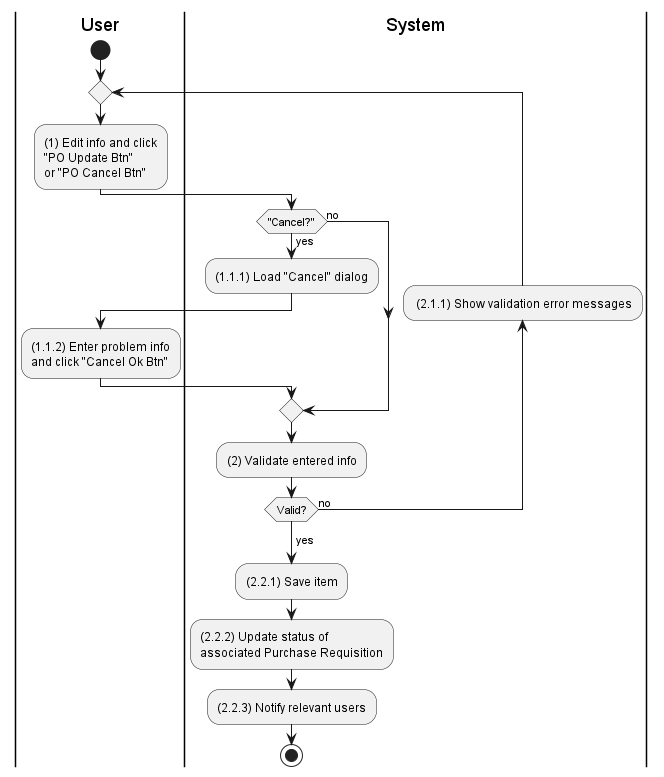 User
System
(1) Edit info and click
"PO Update Btn"
or "PO Cancel Btn"
"Cancel?"
no
yes
(1.1.1) Load "Cancel" dialog
(2.1.1) Show validation error messages
(1.1.2) Enter problem info
and click "Cancel Ok Btn"
(2) Validate entered info
Valid?
no
yes
(2.2.1) Save item
(2.2.2) Update status of
associated Purchase Requisition
(2.2.3) Notify relevant users